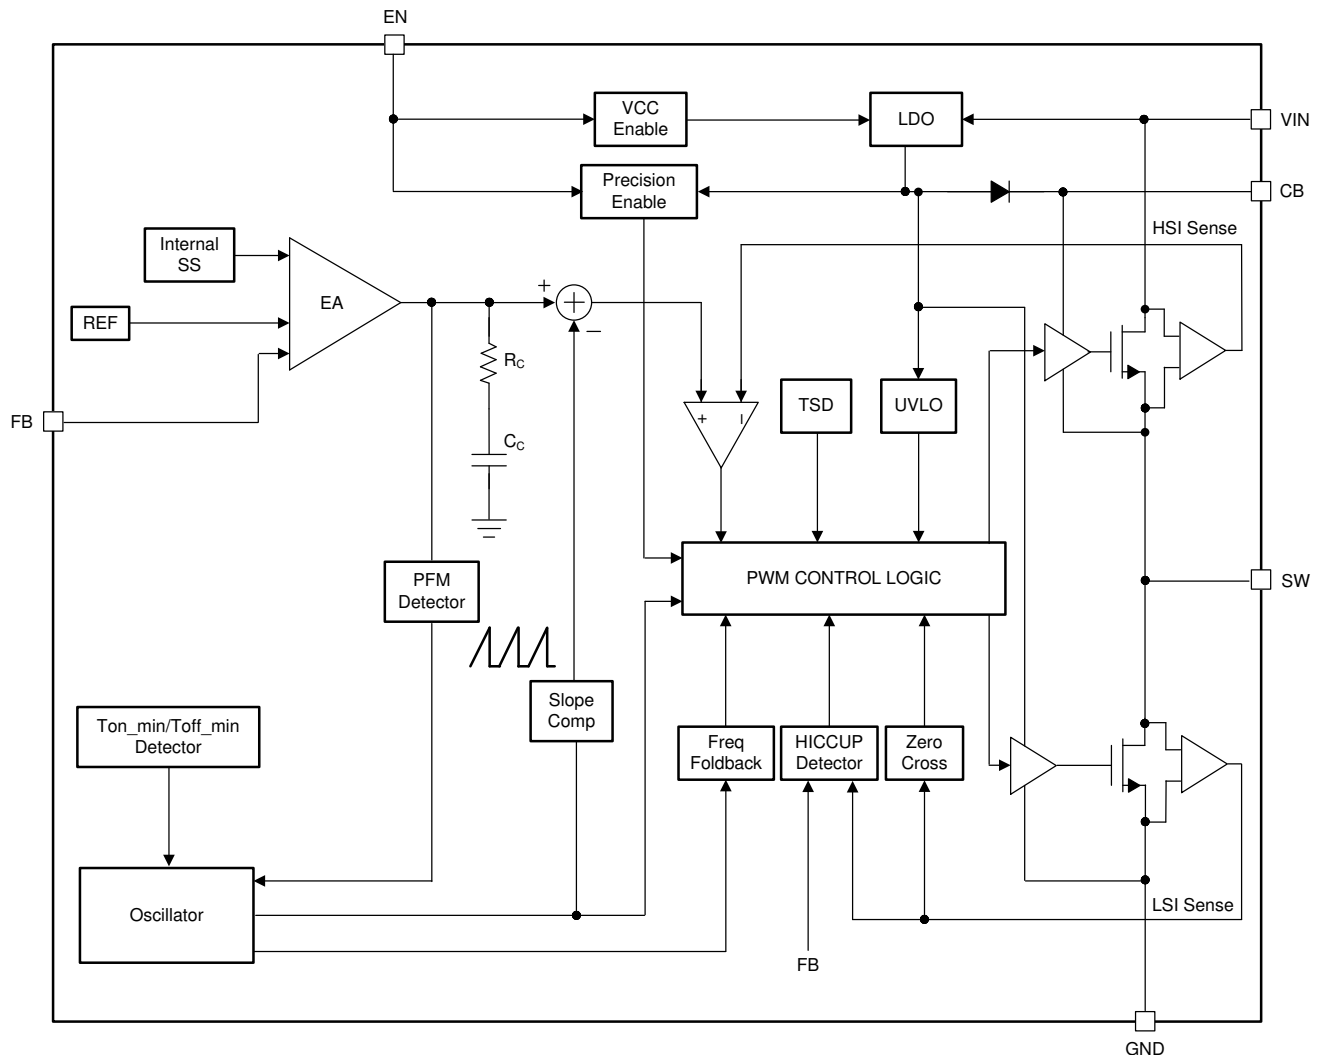 EN
VCC
Enable
LDO
VIN
Precision
Enable
CB
HSI Sense
Internal
SS
EA
REF
+
−
R_C
FB
TSD
UVLO
+
−
C_C
PFM
Detector
PWM CONTROL LOGIC
SW
Slope
Comp
Ton_min/Toff_min
Detector
Freq
Foldback
HICCUP
Detector
Zero
Cross
Oscillator
LSI Sense
FB
GND